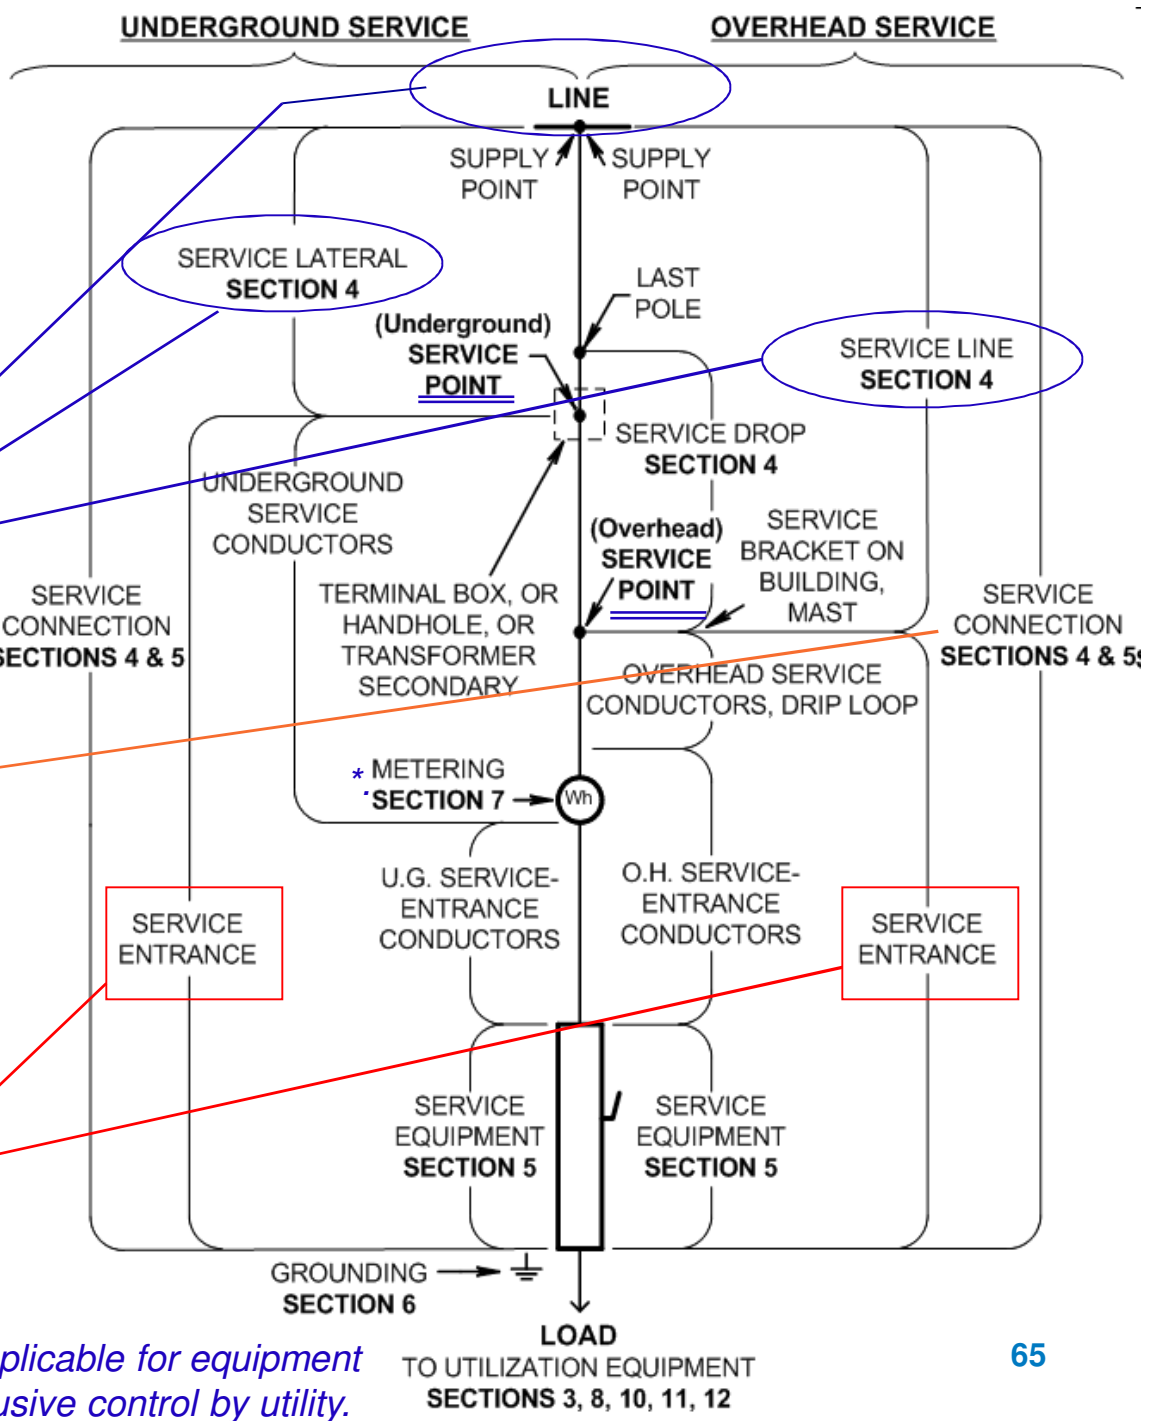 UNDERGROUND SERVICE
OVERHEAD SERVICE
LINE
SUPPLY
POINT
SUPPLY
POINT
SERVICE LATERAL
SECTION 4
LAST
POLE
(Underground)
SERVICE
POINT
SERVICE LINE
SECTION 4
SERVICE DROP
SECTION 4
UNDERGROUND
SERVICE
CONDUCTORS
(Overhead)
SERVICE
POINT
SERVICE
BRACKET ON
BUILDING,
MAST
SERVICE
CONNECTION
SECTIONS 4 & 5
TERMINAL BOX, OR
HANDHOLE, OR
TRANSFORMER
SECONDARY
SERVICE
CONNECTION
SECTIONS 4 & 5
OVERHEAD SERVICE
CONDUCTORS, DRIP LOOP
* METERING
SECTION 7
Wh
U.G. SERVICE-
ENTRANCE
CONDUCTORS
O.H. SERVICE-
ENTRANCE
CONDUCTORS
SERVICE
ENTRANCE
SERVICE
ENTRANCE
SERVICE
EQUIPMENT
SECTION 5
SERVICE
EQUIPMENT
SECTION 5
GROUNDING
SECTION 6
LOAD
TO UTILIZATION EQUIPMENT
SECTIONS 3, 8, 10, 11, 12
plicable for equipment
usive control by utility.
65